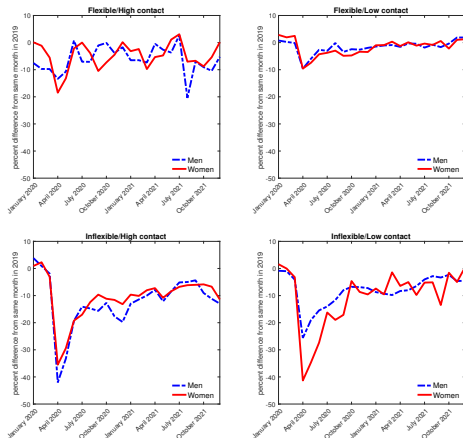 Flexible/High contact
percent difference from same month in 2019
10
0
-10
-20
-30
-40
-50
Men
Women
January 2020
April 2020
July 2020
October 2020
January 2021
April 2021
July 2021
October 2021
Flexible/Low contact
percent difference from same month in 2019
10
0
-10
-20
-30
-40
-50
Men
Women
January 2020
April 2020
July 2020
October 2020
January 2021
April 2021
July 2021
October 2021
Inflexible/High contact
percent difference from same month in 2019
10
0
-10
-20
-30
-40
-50
Men
Women
January 2020
April 2020
July 2020
October 2020
January 2021
April 2021
July 2021
October 2021
Inflexible/Low contact
percent difference from same month in 2019
10
0
-10
-20
-30
-40
-50
Men
Women
January 2020
April 2020
July 2020
October 2020
January 2021
April 2021
July 2021
October 2021